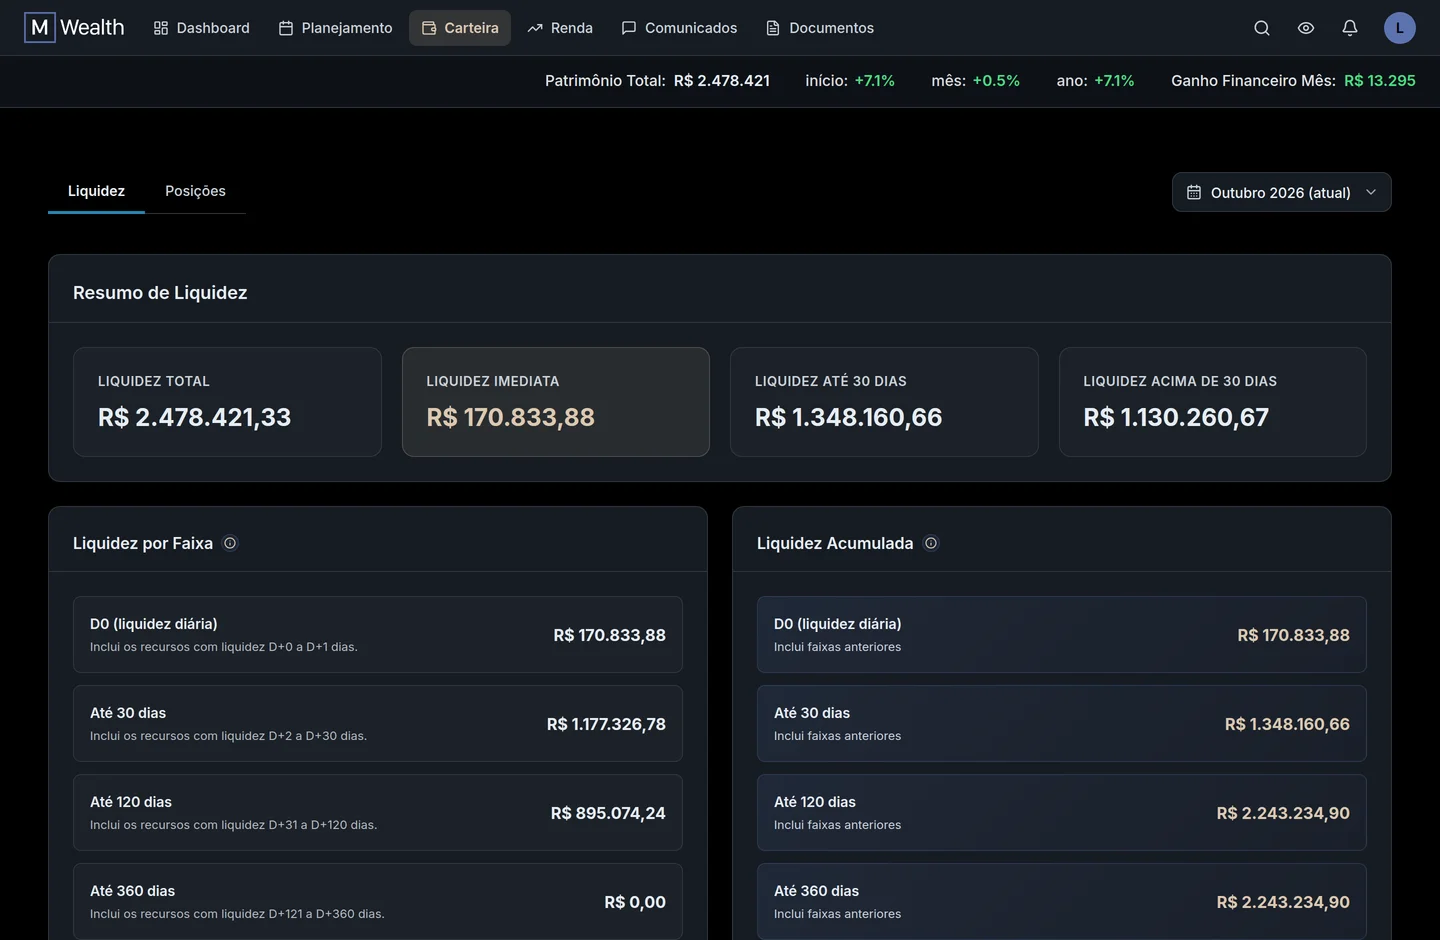 M Wealth Dashboard Planejamento Carteira Renda Comunicados Documentos L
Patrimônio Total: R$ 2.478.421 início: +7.1% mês: +0.5% ano: +7.1% Ganho Financeiro Mês: R$ 13.295
Liquidez Posições Outubro 2026 (atual)
Resumo de Liquidez
LIQUIDEZ TOTAL
R$ 2.478.421,33
LIQUIDEZ IMEDIATA
R$ 170.833,88
LIQUIDEZ ATÉ 30 DIAS
R$ 1.348.160,66
LIQUIDEZ ACIMA DE 30 DIAS
R$ 1.130.260,67
Liquidez por Faixa
D0 (liquidez diária)
Inclui os recursos com liquidez D+0 a D+1 dias.
R$ 170.833,88
Até 30 dias
Inclui os recursos com liquidez D+2 a D+30 dias.
R$ 1.177.326,78
Até 120 dias
Inclui os recursos com liquidez D+31 a D+120 dias.
R$ 895.074,24
Até 360 dias
Inclui os recursos com liquidez D+121 a D+360 dias.
R$ 0,00
Liquidez Acumulada
D0 (liquidez diária)
Inclui faixas anteriores
R$ 170.833,88
Até 30 dias
Inclui faixas anteriores
R$ 1.348.160,66
Até 120 dias
Inclui faixas anteriores
R$ 2.243.234,90
Até 360 dias
Inclui faixas anteriores
R$ 2.243.234,90